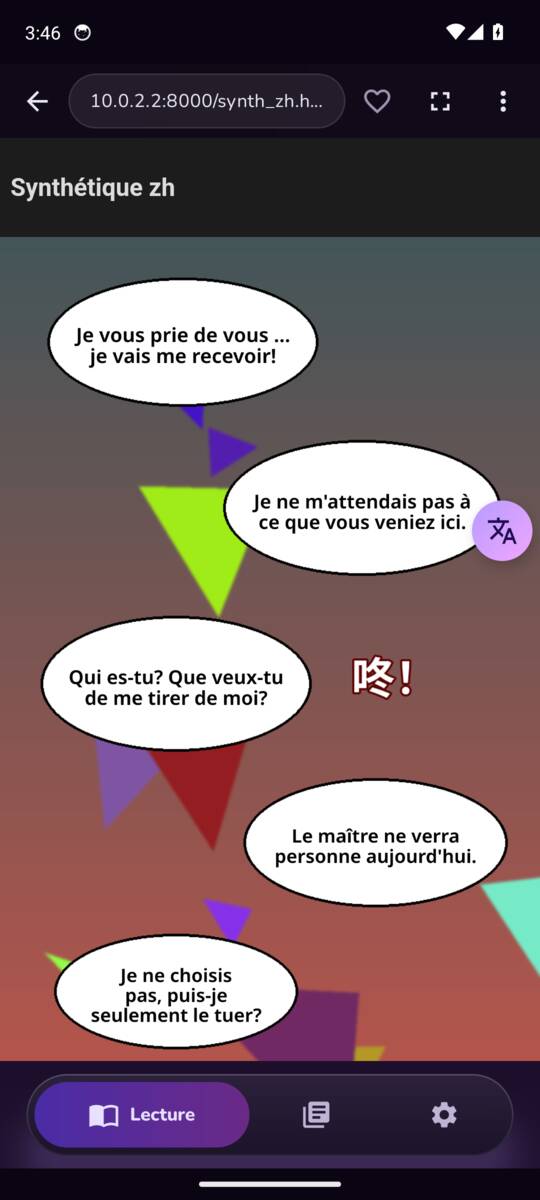 3:46
10.0.2.2:8000/synth_zh.h...
Synthétique zh
Je vous prie de vous ...
je vais me recevoir!
Je ne m'attendais pas à
ce que vous veniez ici.
Qui es-tu? Que veux-tu
de me tirer de moi?
咚!
Le maître ne verra
personne aujourd'hui.
Je ne choisis
pas, puis-je
seulement le tuer?
Lecture